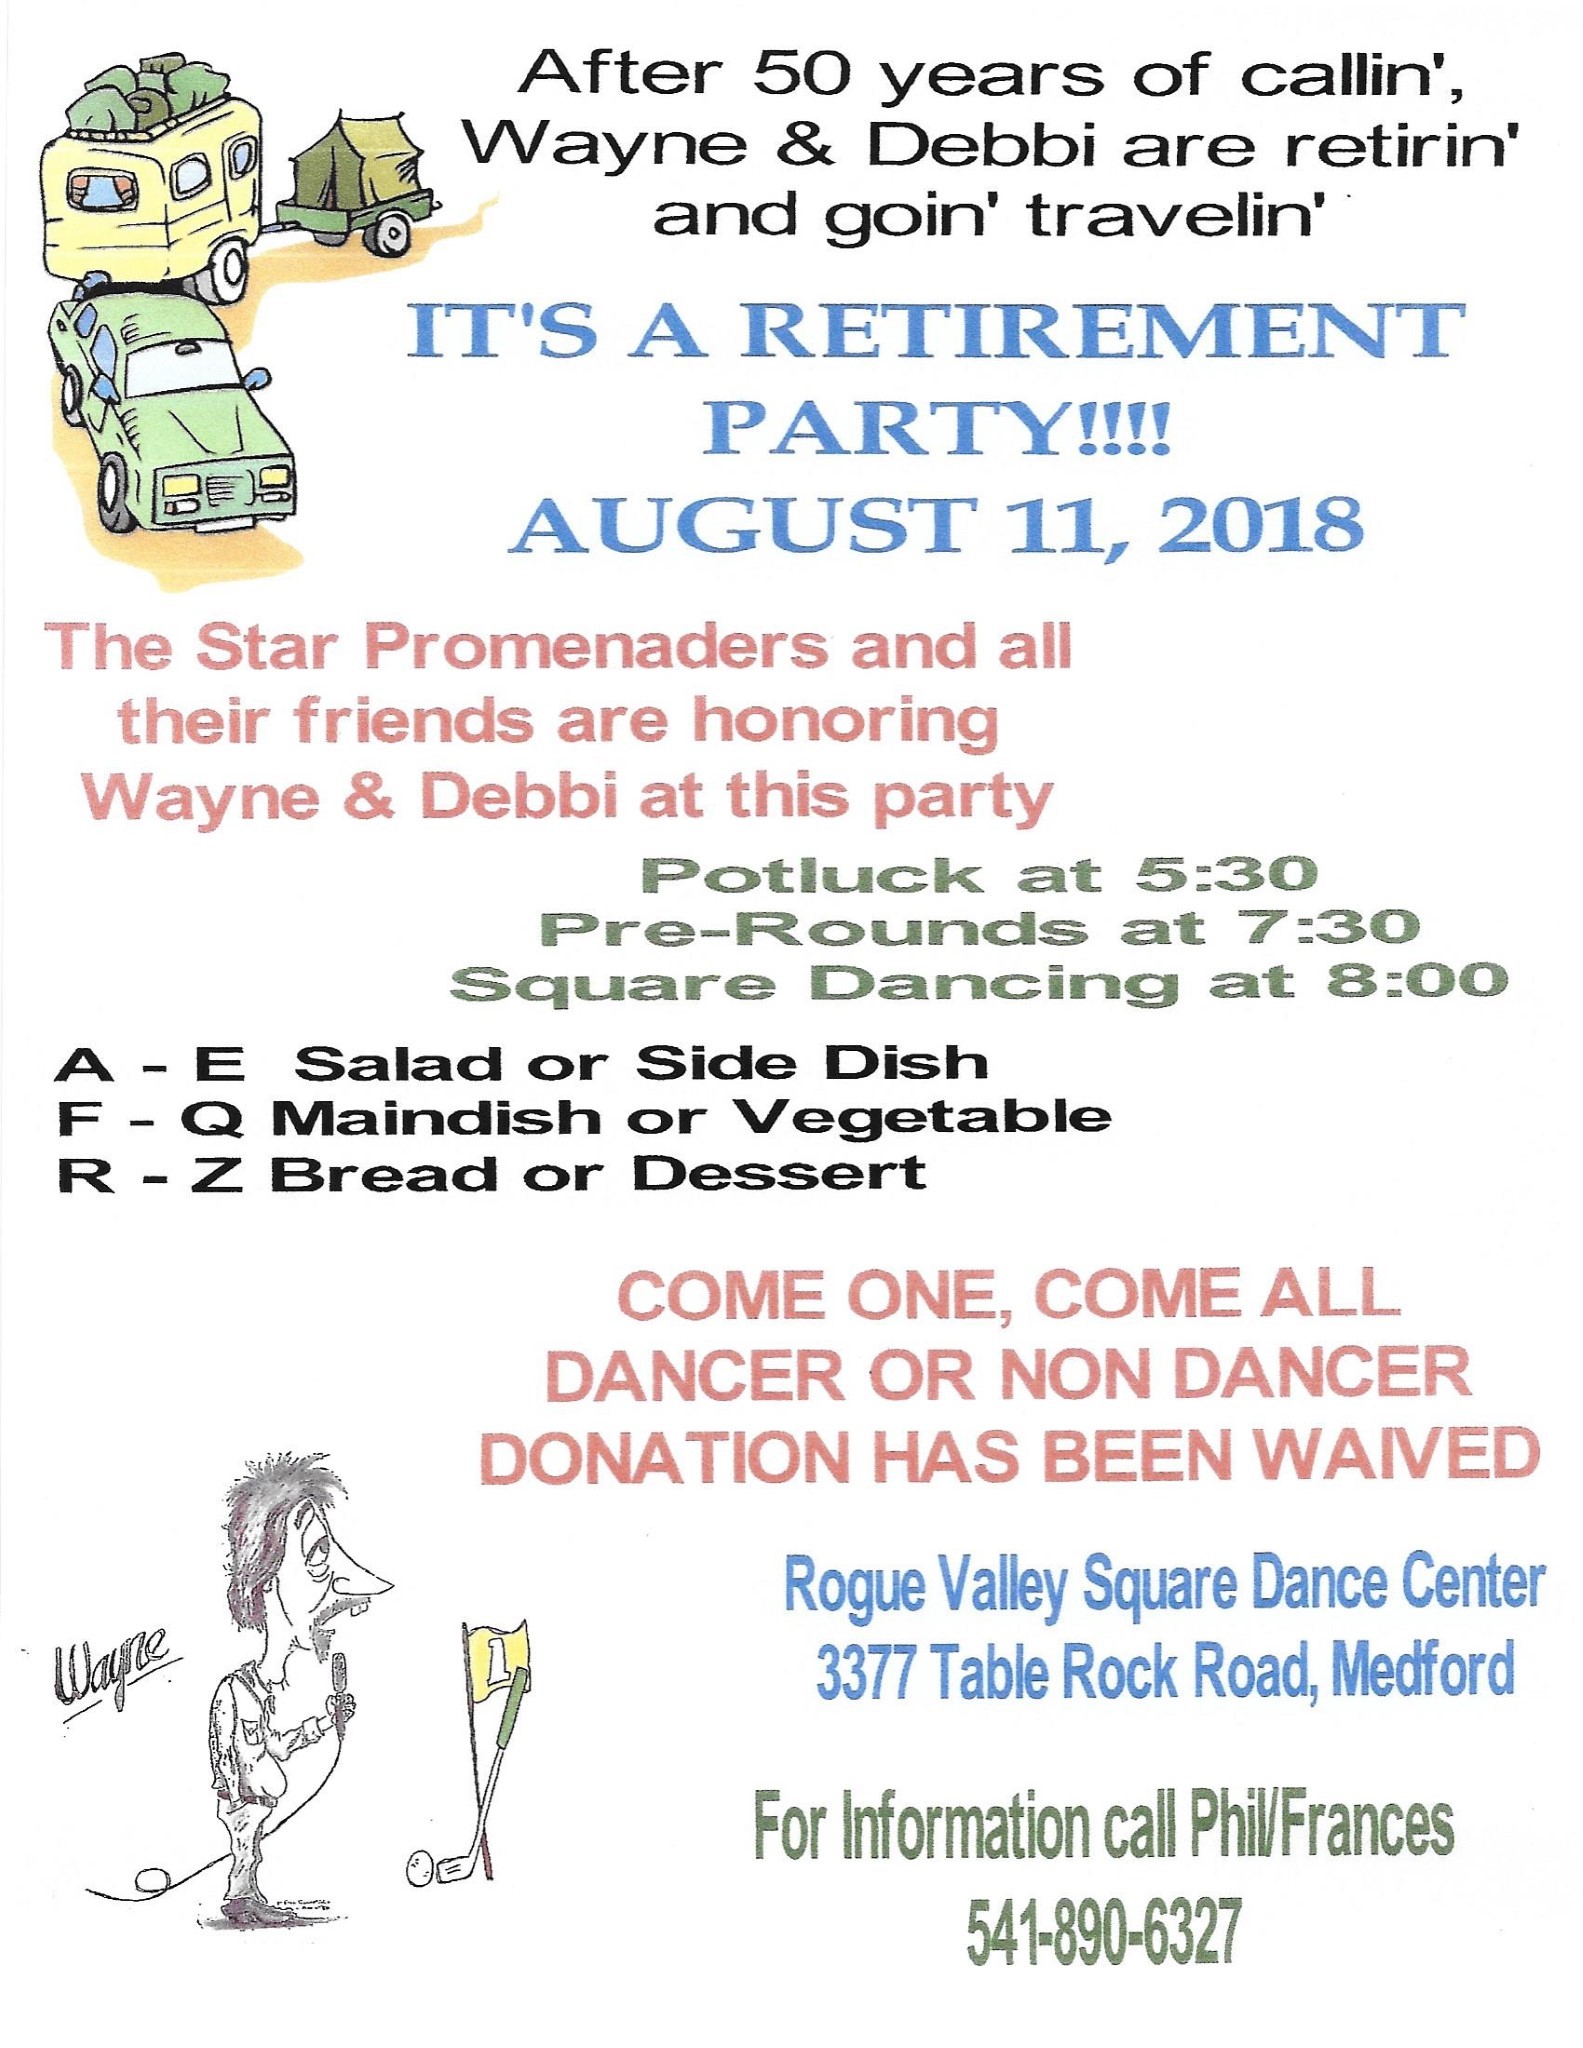 After 50 years of callin',
Wayne & Debbi are retirin'
and goin' travelin'
IT'S A RETIREMENT
PARTY!!!!
AUGUST 11, 2018
The Star Promenaders and all
their friends are honoring
Wayne & Debbi at this party
Potluck at 5:30
Pre-Rounds at 7:30
Square Dancing at 8:00
A - E Salad or Side Dish
F - Q Maindish or Vegetable
R - Z Bread or Dessert
COME ONE, COME ALL
DANCER OR NON DANCER
DONATION HAS BEEN WAIVED
Wayne
1
Rogue Valley Square Dance Center
3377 Table Rock Road, Medford
For Information call Phil/Frances
541-890-6327